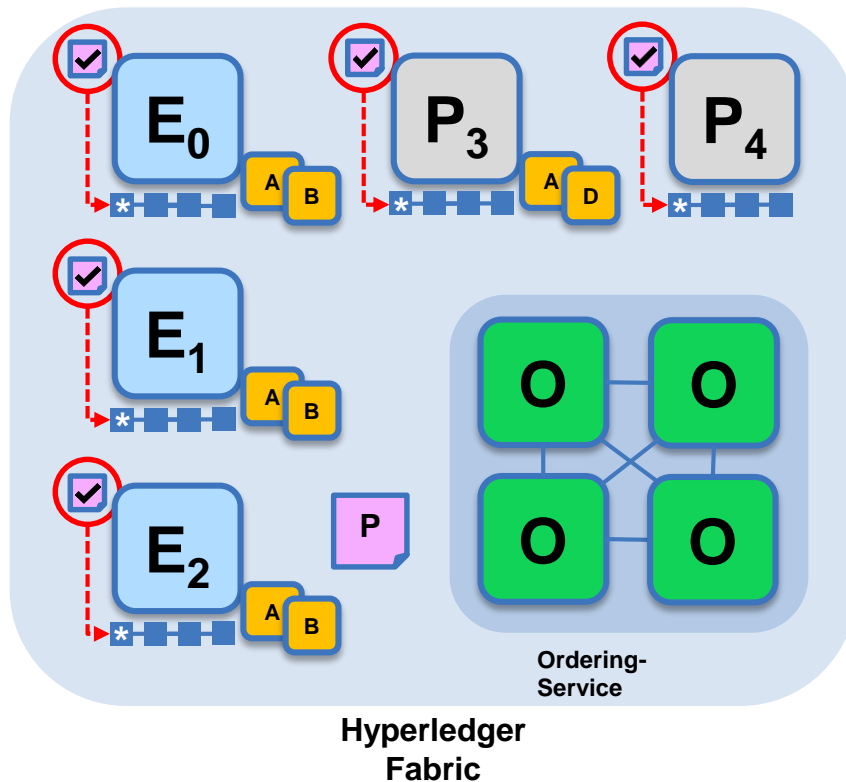 E0
P3
P4
A
B
A
D
*
*
*
E1
A
B
*
O
O
E2
P
O
O
A
B
*
Ordering-
Service
Hyperledger
Fabric